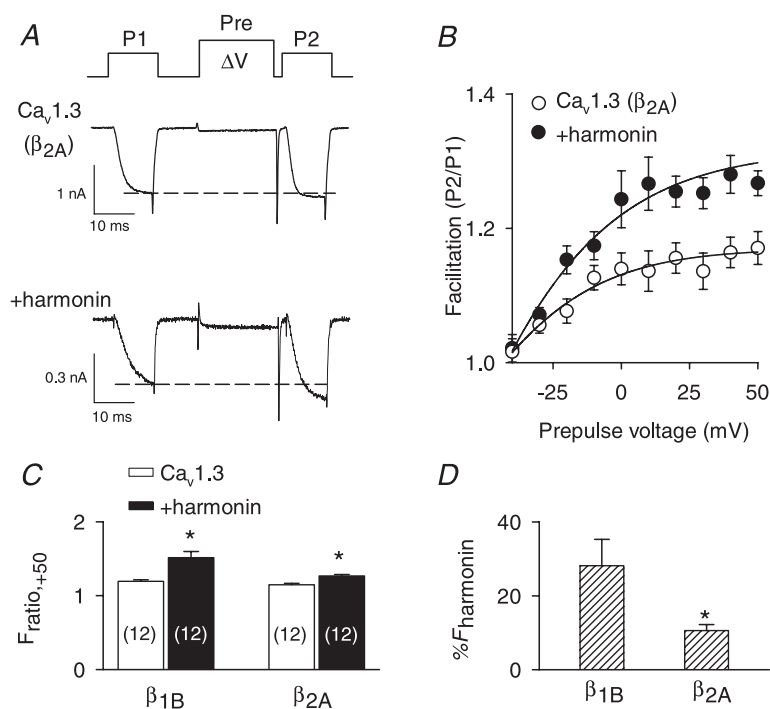 A
P1
Pre
ΔV
P2
Caᵥ1.3
(β₂A)
1 nA
10 ms
+harmonin
0.3 nA
10 ms
B
Caᵥ1.3 (β₂A)
+harmonin
Facilitation (P2/P1)
1.4
1.2
1.0
-25
0
25
50
Prepulse voltage (mV)
C
Caᵥ1.3
+harmonin
Fratio,+50
2
1
0
*
*
(12)
(12)
(12)
(12)
β1B
β2A
D
%Fharmonin
40
20
0
*
β1B
β2A